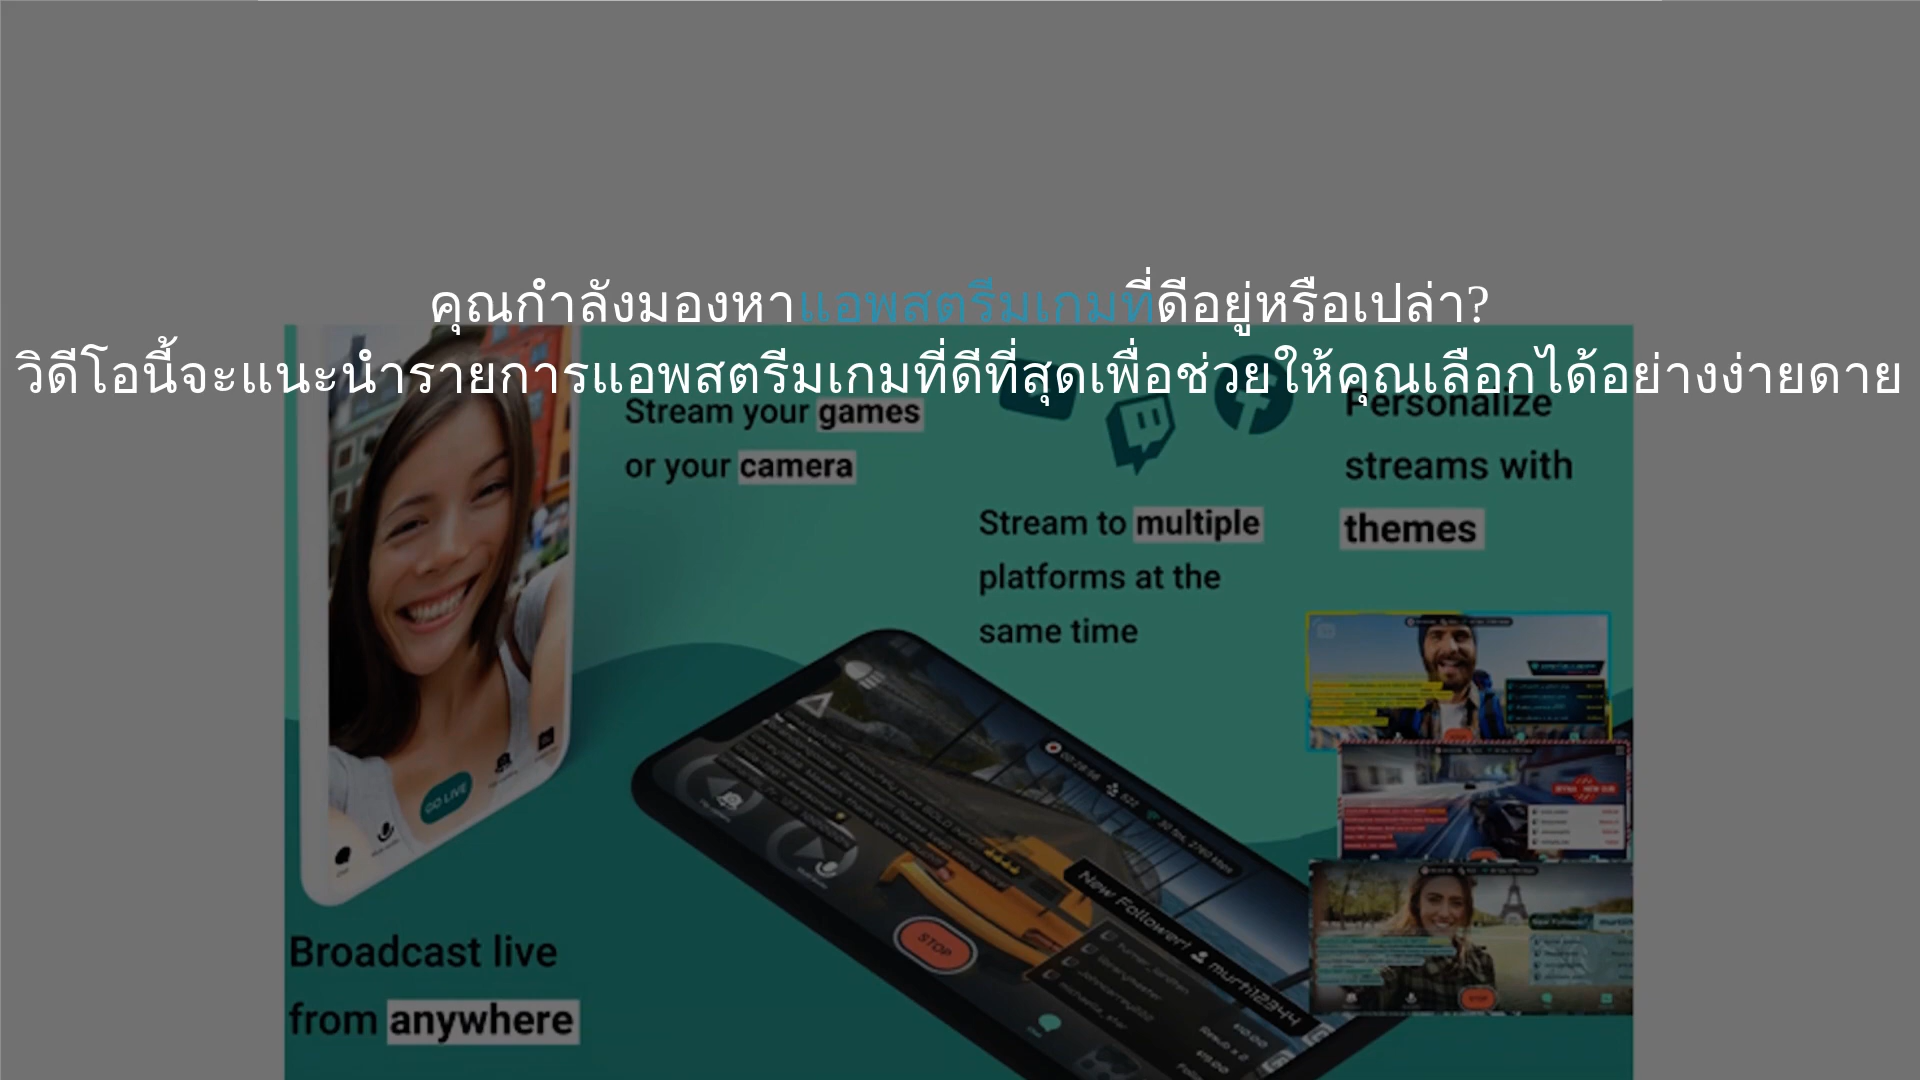 คุณกำลังมองหาแอพสตรีมเกมที่ดีอยู่หรือเปล่า?
วิดีโอนี้จะแนะนำรายการแอพสตรีมเกมที่ดีที่สุดเพื่อช่วยให้คุณเลือกได้อย่างง่ายดาย
Stream your games
or your camera
Stream to multiple
platforms at the
same time
Personalize
streams with
themes
GO LIVE
Broadcast live
from anywhere
STOP
New Follower!
murti12344